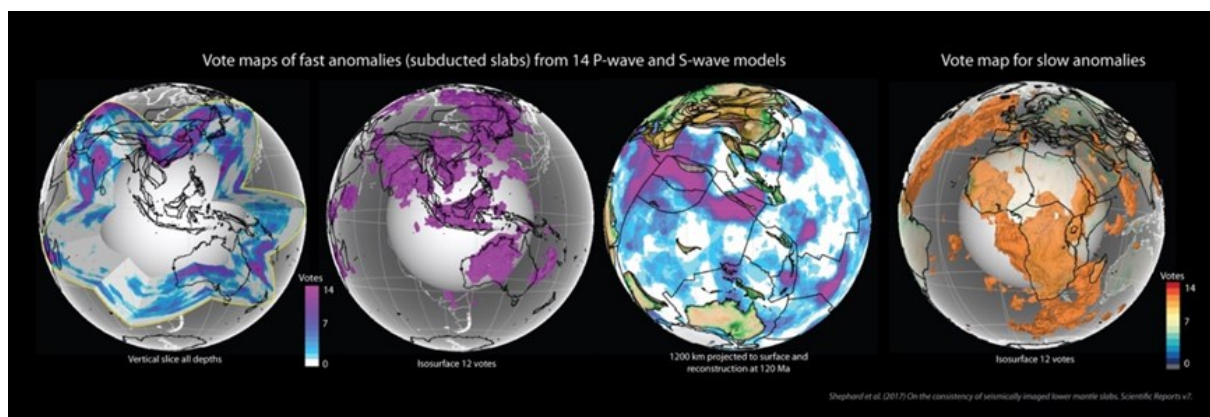 Vote maps of fast anomalies (subducted slabs) from 14 P-wave and S-wave models
Vote map for slow anomalies
Votes
14
7
0
Votes
14
7
0
Vertical slice all depths
Isosurface 12 votes
1200 km projected to surface and
reconstruction at 120 Ma
Isosurface 12 votes
Shephard et al. (2017) On the consistency of seismically imaged lower mantle slabs. Scientific Reports v7.